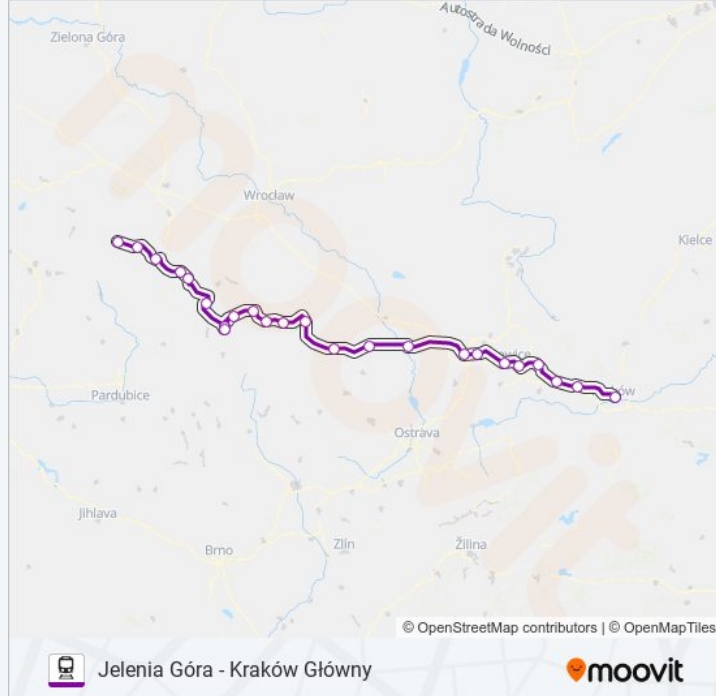 Autostrada Wolności
Zielona Góra
Wrocław
Kielce
Pardubice
Ostrava
Jihlava
Brno
Zlín
Žilina
moovit
© OpenStreetMap contributors | © OpenMapTiles
Jelenia Góra - Kraków Główny
moovit